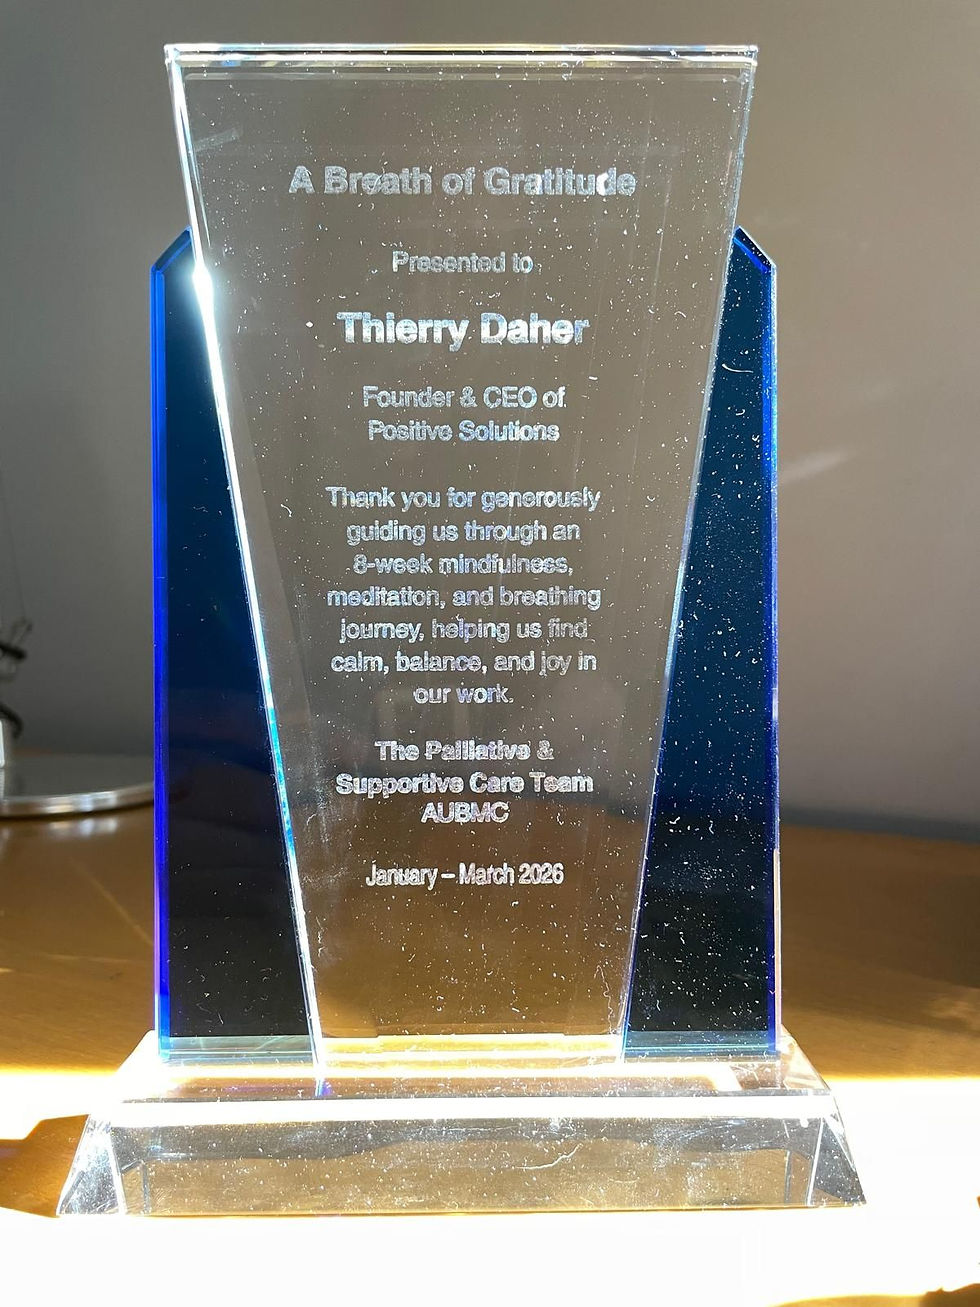 A Breath of Gratitude
Presented to
Thierry Daher
Founder & CEO of
Positive Solutions
Thank you for generously
guiding us through an
8-week mindfulness,
meditation, and breathing
journey, helping us find
calm, balance, and joy in
our work.
The Palliative &
Supportive Care Team
AUBMC
January – March 2026